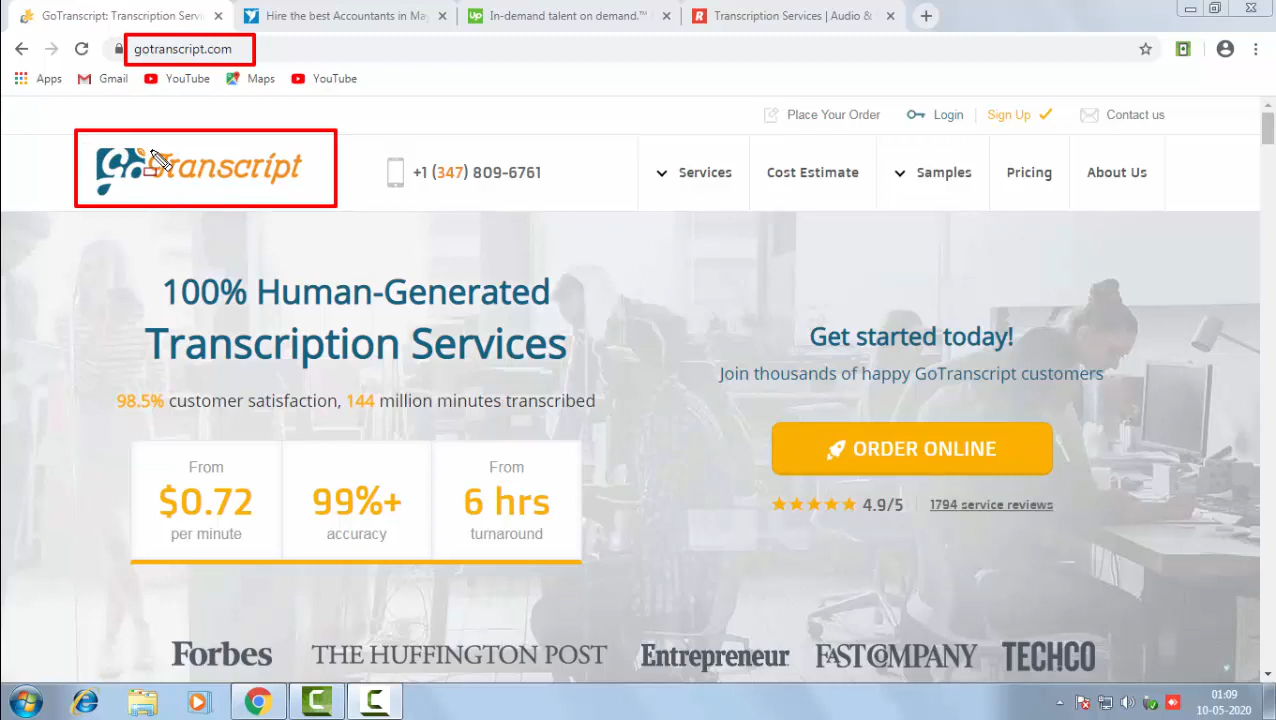 GoTranscript: Transcription Servi
Hire the best Accountants in May
In-demand talent on demand.™
Transcription Services | Audio &
gotranscript.com
Apps
Gmail
YouTube
Maps
YouTube
Place Your Order
Login
Sign Up
Contact us
GoTranscript
+1 (347) 809-6761
Services
Cost Estimate
Samples
Pricing
About Us
100% Human-Generated
Transcription Services
98.5% customer satisfaction, 144 million minutes transcribed
From
$0.72
per minute
99%+
accuracy
From
6 hrs
turnaround
Get started today!
Join thousands of happy GoTranscript customers
ORDER ONLINE
4.9/5
1794 service reviews
Forbes
THE HUFFINGTON POST
Entrepreneur
FAST COMPANY
TECHCO
01:09
10-05-2020